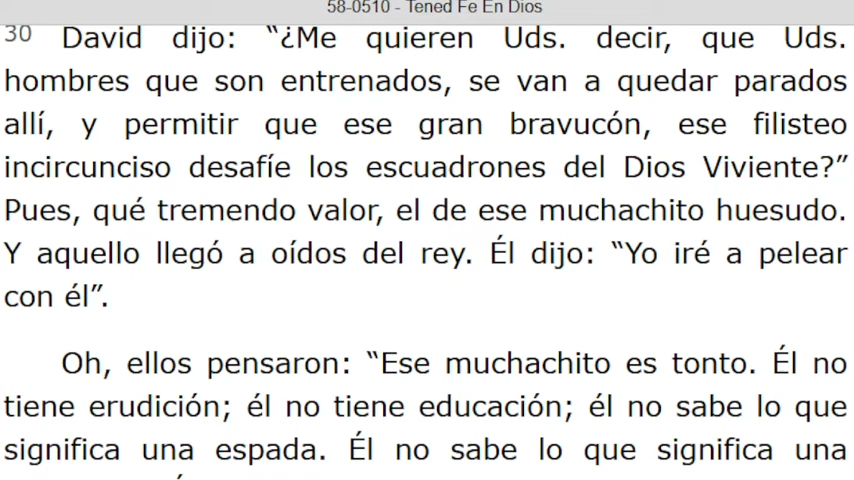 58-0510 - Tened Fe En Dios
30 David dijo: “¿Me quieren Uds. decir, que Uds.
hombres que son entrenados, se van a quedar parados
allí, y permitir que ese gran bravucón, ese filisteo
incircunciso desafíe los escuadrones del Dios Viviente?”
Pues, qué tremendo valor, el de ese muchachito huesudo.
Y aquello llegó a oídos del rey. Él dijo: “Yo iré a pelear
con él”.
Oh, ellos pensaron: “Ese muchachito es tonto. Él no
tiene erudición; él no tiene educación; él no sabe lo que
significa una espada. Él no sabe lo que significa una